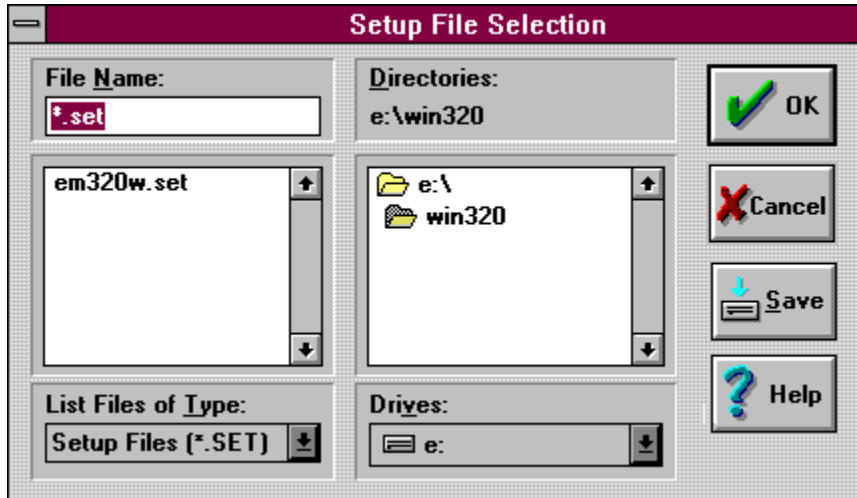 Setup File Selection
File Name:
*.set
em320w.set
List Files of Type:
Setup Files (*.SET)
Directories:
e:\win320
e:\
win320
Drives:
e:
OK
Cancel
Save
Help